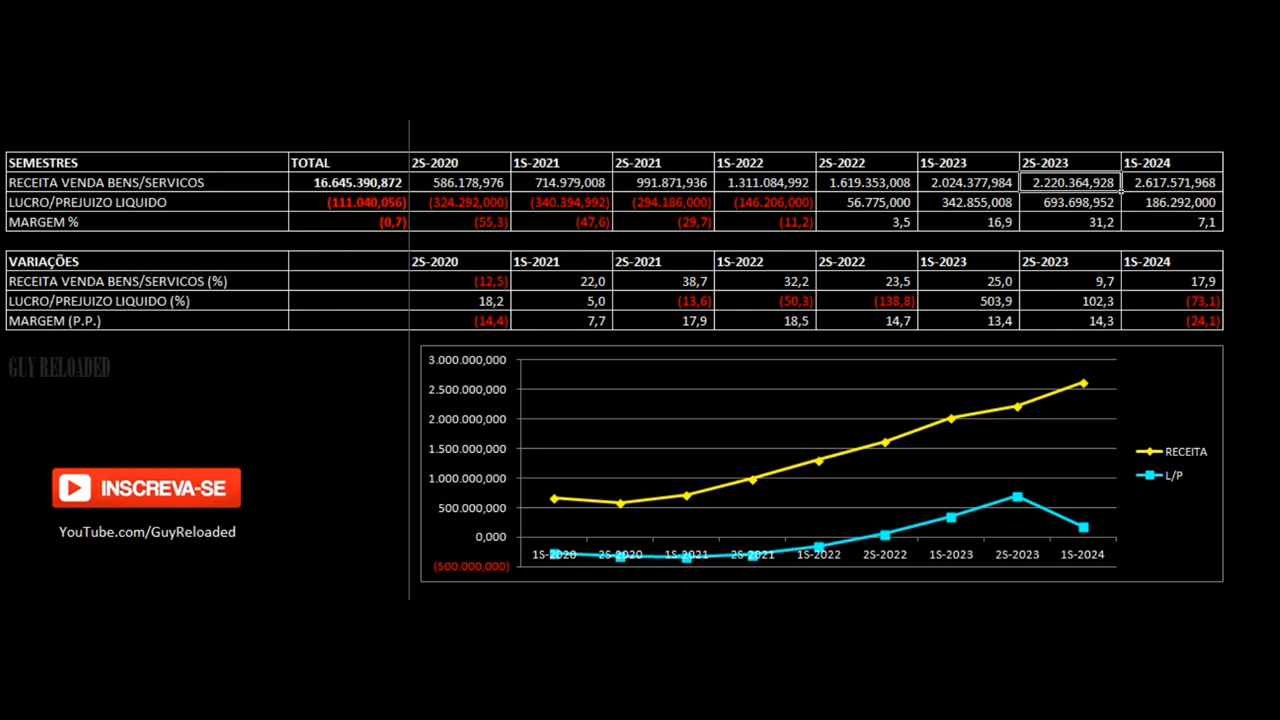 SEMESTRES TOTAL 2S-2020 1S-2021 2S-2021 1S-2022 2S-2022 1S-2023 2S-2023 1S-2024
RECEITA VENDA BENS/SERVICOS 16.645.390,872 586.178,976 714.979,008 991.871,936 1.311.084,992 1.619.353,008 2.024.377,984 2.220.364,928 2.617.571,968
LUCRO/PREJUIZO LIQUIDO (111.040,056) (324.292,000) (340.394,992) (294.186,000) (146.206,000) 56.775,000 342.855,008 693.698,952 186.292,000
MARGEM % (0,7) (55,3) (47,6) (29,7) (11,2) 3,5 16,9 31,2 7,1
VARIAÇÕES 2S-2020 1S-2021 2S-2021 1S-2022 2S-2022 1S-2023 2S-2023 1S-2024
RECEITA VENDA BENS/SERVICOS (%) (12,5) 22,0 38,7 32,2 23,5 25,0 9,7 17,9
LUCRO/PREJUIZO LIQUIDO (%) 18,2 5,0 (13,6) (50,3) (138,8) 503,9 102,3 (73,1)
MARGEM (P.P.) (14,4) 7,7 17,9 18,5 14,7 13,4 14,3 (24,1)
GUY RELOADED
INSCREVA-SE
YouTube.com/GuyReloaded
3.000.000,000
2.500.000,000
2.000.000,000
1.500.000,000
1.000.000,000
500.000,000
0,000
(500.000,000)
1S-2020 2S-2020 1S-2021 2S-2021 1S-2022 2S-2022 1S-2023 2S-2023 1S-2024
RECEITA
L/P